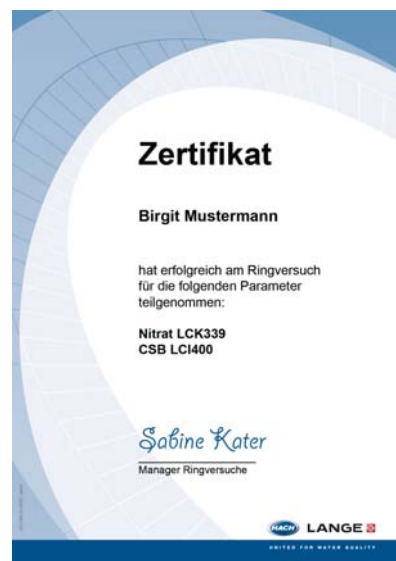 Zertifikat
Birgit Mustermann
hat erfolgreich am Ringversuch
für die folgenden Parameter
teilgenommen:
Nitrat LCK339
CSB LCI400
Sabine Kater
Manager Ringversuche
HACH LANGE
UNITED FOR WATER QUALITY